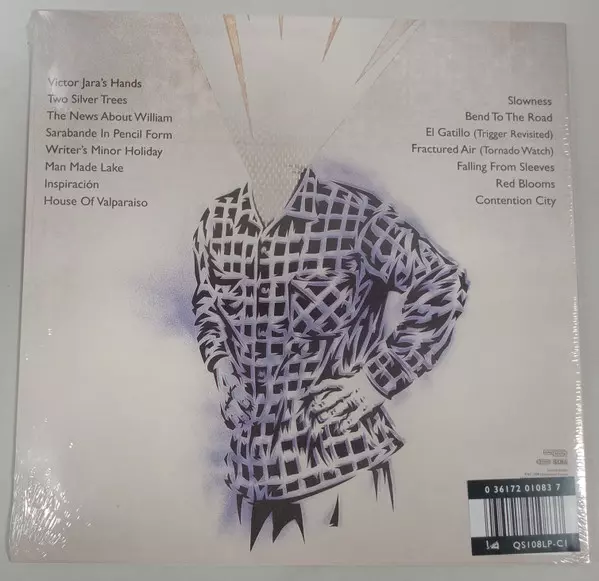 Victor Jara's Hands
Two Silver Trees
The News About William
Sarabande In Pencil Form
Writer's Minor Holiday
Man Made Lake
Inspiración
House Of Valparaiso
Slowness
Bend To The Road
El Gatillo (Trigger Revisited)
Fractured Air (Tornado Watch)
Falling From Sleeves
Red Blooms
Contention City
0 36172 01083 7
QS108LP-C1